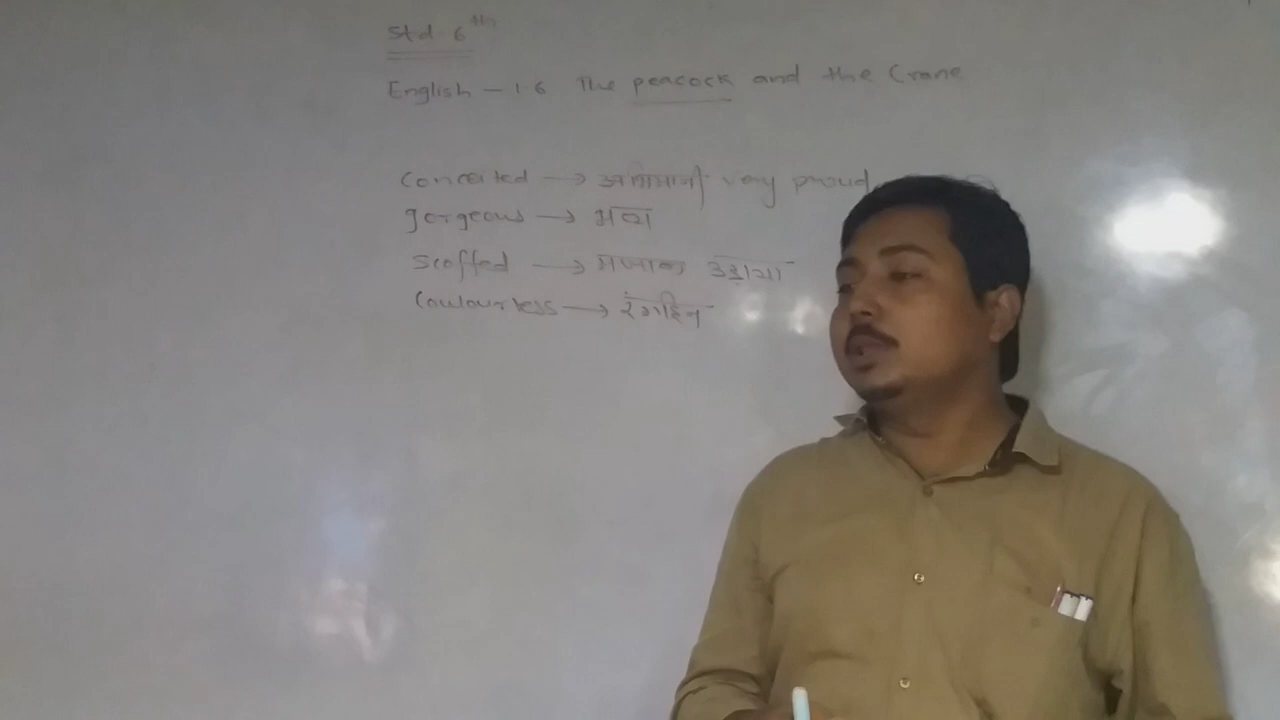 Std 6th
English - 1.6 The peacock and the Crane
Conceited → अभीमानी very proud
gorgeous → भव्य
scoffed → मजाक उड़ाया
Coulourless → रंगहिन